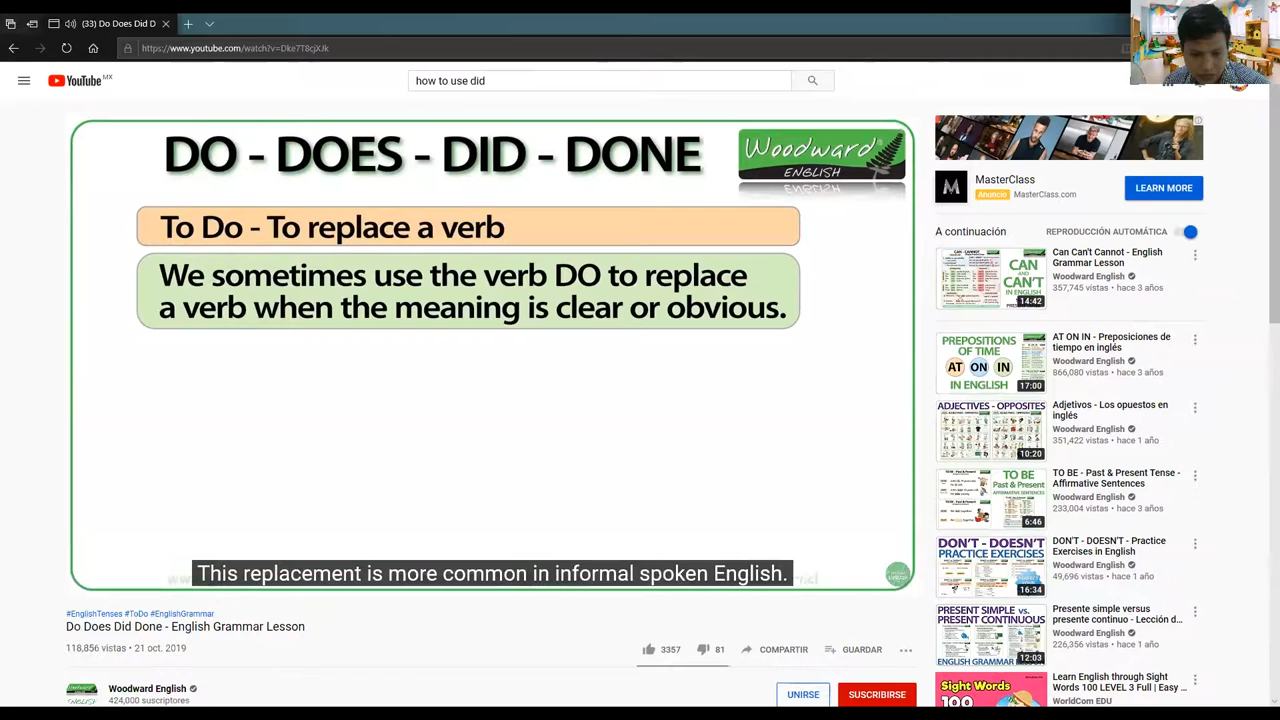 (33) Do Does Did D
https://www.youtube.com/watch?v=Dke7T8cjXJk
YouTube MX
how to use did
DO - DOES - DID - DONE
Woodward
ENGLISH
To Do - To replace a verb
We sometimes use the verb DO to replace
a verb when the meaning is clear or obvious.
This replacement is more common in informal spoken English.
#EnglishTenses #ToDo #EnglishGrammar
Do Does Did Done - English Grammar Lesson
118,856 vistas • 21 oct. 2019
3357
81
COMPARTIR
GUARDAR
Woodward English
424,000 suscriptores
UNIRSE
SUSCRIBIRSE
MasterClass
Anuncio MasterClass.com
LEARN MORE
A continuación
REPRODUCCIÓN AUTOMÁTICA
CAN
AND
CAN'T
IN ENGLISH
14:42
Can Can't Cannot - English
Grammar Lesson
Woodward English
357,745 vistas • hace 3 años
PREPOSITIONS
OF TIME
AT ON IN
IN ENGLISH
17:00
AT ON IN - Preposiciones de
tiempo en inglés
Woodward English
866,080 vistas • hace 3 años
ADJECTIVES - OPPOSITES
10:20
Adjetivos - Los opuestos en
inglés
Woodward English
351,422 vistas • hace 1 año
TO BE
Past &
Present
6:46
TO BE - Past & Present Tense -
Affirmative Sentences
Woodward English
233,004 vistas • hace 3 años
DON'T - DOESN'T
PRACTICE EXERCISES
16:34
DON'T - DOESN'T - Practice
Exercises in English
Woodward English
49,696 vistas • hace 1 año
PRESENT SIMPLE vs.
PRESENT CONTINUOUS
ENGLISH GRAMMAR
12:03
Presente simple versus
presente continuo - Lección d...
Woodward English
226,356 vistas • hace 1 año
Sight Words
100
Learn English through Sight
Words 100 LEVEL 3 Full | Easy ...
WorldCom EDU